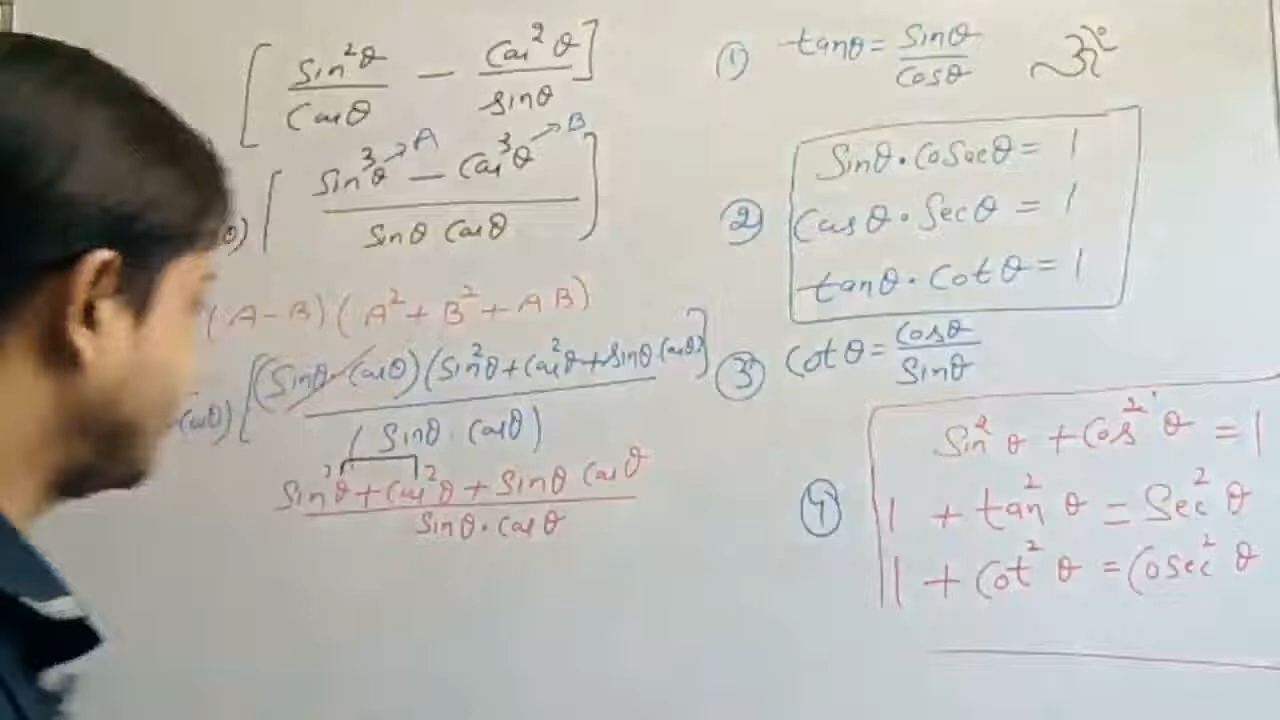 [ sin²θ / cosθ − cos²θ / sinθ ]
θ) [ sin³θ → A − cos³θ → B / sinθ cosθ ]
(A − B) (A² + B² + AB)
cosθ) [ (sinθ − cosθ) (sin²θ + cos²θ + sinθ cosθ) / (sinθ · cosθ) ]
sin²θ + cos²θ + sinθ cosθ / sinθ · cosθ
① tanθ = sinθ / cosθ
② sinθ · cosecθ = 1
cosθ · secθ = 1
tanθ · cotθ = 1
③ cotθ = cosθ / sinθ
④ sin²θ + cos²θ = 1
1 + tan²θ = sec²θ
1 + cot²θ = cosec²θ